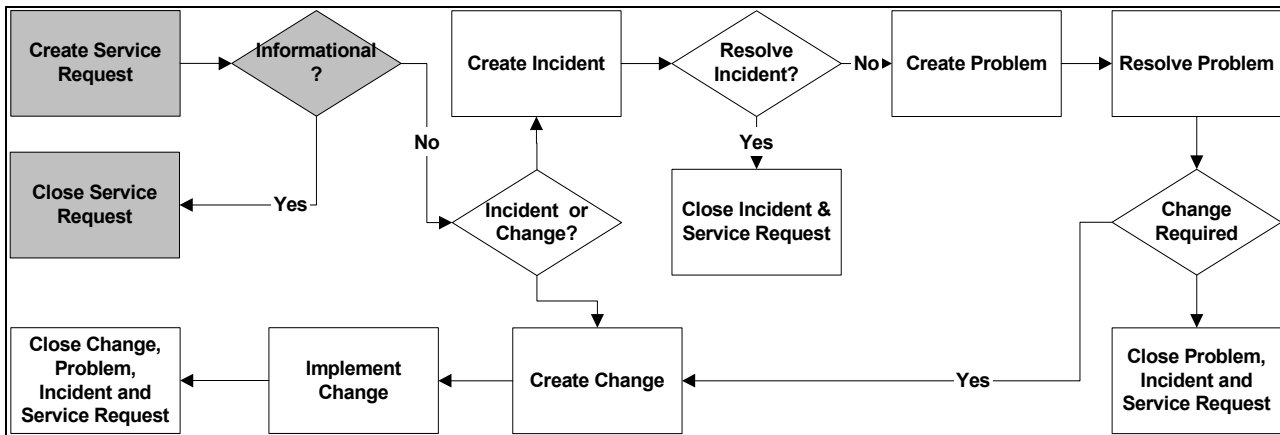 Create Service
Request
Informational
?
Create Incident
Resolve
Incident?
No
Create Problem
Resolve Problem
No
Yes
Close Service
Request
Yes
Incident or
Change?
Close Incident &
Service Request
Change
Required
Close Change,
Problem,
Incident and
Service Request
Implement
Change
Create Change
Yes
Close Problem,
Incident and
Service Request